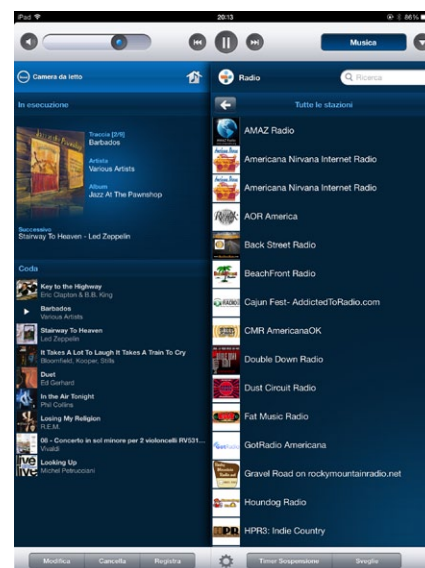 iPad
20:13
86%
Musica
Camera da letto
Radio
Ricerca
In esecuzione
Tutte le stazioni
Traccia [2/9]
Barbados
Artista
Various Artists
Album
Jazz At The Pawnshop
Successivo
Stairway To Heaven - Led Zeppelin
Coda
Key to the Highway
Eric Clapton & B.B. King
Barbados
Various Artists
Stairway To Heaven
Led Zeppelin
It Takes A Lot To Laugh It Takes A Train To Cry
Bloomfield, Kooper, Stills
Duet
Ed Gerhard
In the Air Tonight
Phil Collins
Losing My Religion
R.E.M.
08 - Concerto in sol minore per 2 violoncelli RV531...
Vivaldi
Looking Up
Michel Petrucciani
AMAZ Radio
Americana Nirvana Internet Radio
Americana Nirvana Internet Radio
AOR America
Back Street Radio
BeachFront Radio
Cajun Fest- AddictedToRadio.com
CMR AmericanaOK
Double Down Radio
Dust Circuit Radio
Fat Music Radio
GotRadio Americana
Gravel Road on rockymountainradio.net
Houndog Radio
HPR3: Indie Country
Modifica
Cancella
Registra
Timer Sospensione
Sveglie